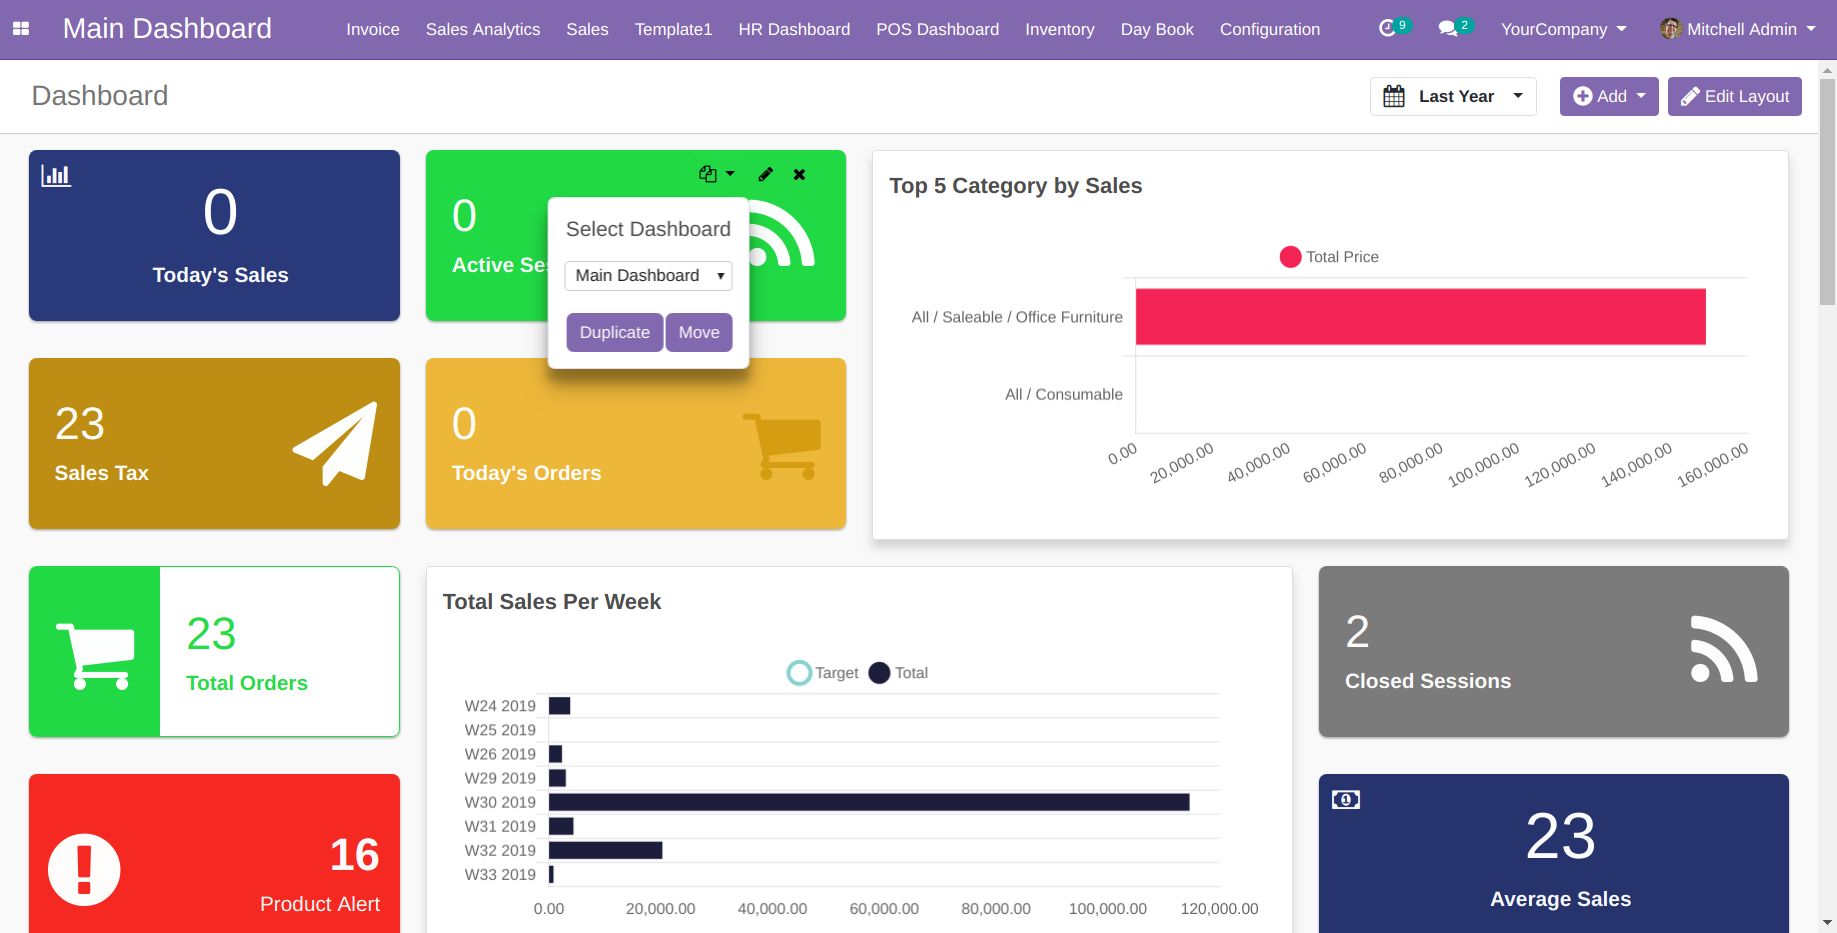 Main Dashboard
Invoice
Sales Analytics
Sales
Template1
HR Dashboard
POS Dashboard
Inventory
Day Book
Configuration
9
2
YourCompany
Mitchell Admin
Dashboard
Last Year
Add
Edit Layout
0
Today's Sales
0
Active Ses
Select Dashboard
Main Dashboard
Duplicate
Move
Top 5 Category by Sales
Total Price
All / Saleable / Office Furniture
All / Consumable
0.00
20,000.00
40,000.00
60,000.00
80,000.00
100,000.00
120,000.00
140,000.00
160,000.00
23
Sales Tax
0
Today's Orders
23
Total Orders
Total Sales Per Week
Target
Total
W24 2019
W25 2019
W26 2019
W29 2019
W30 2019
W31 2019
W32 2019
W33 2019
0.00
20,000.00
40,000.00
60,000.00
80,000.00
100,000.00
120,000.00
2
Closed Sessions
16
Product Alert
23
Average Sales